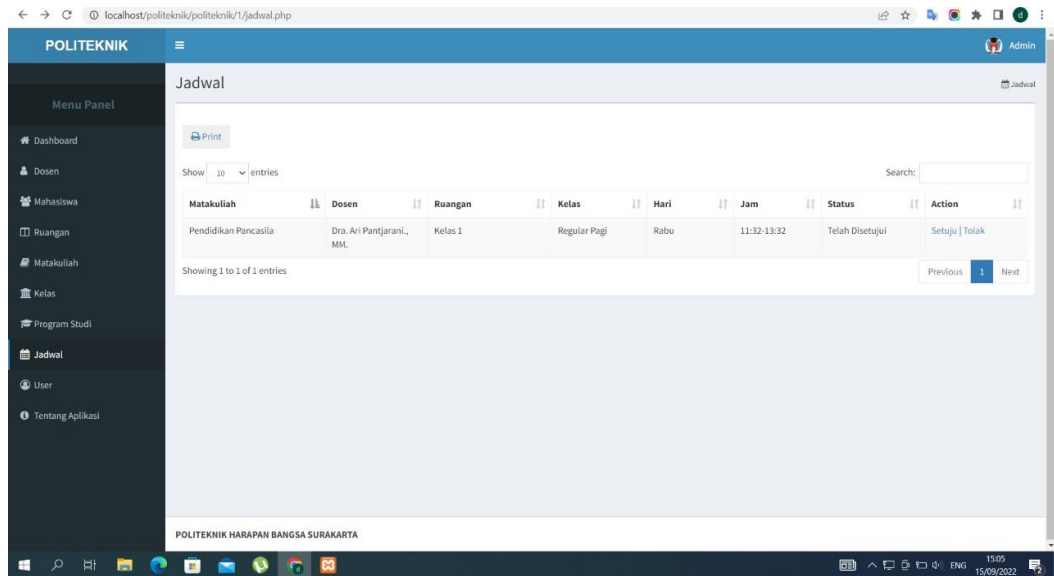 localhost/politeknik/politeknik/1/jadwal.php
d
POLITEKNIK
Admin
Jadwal
Jadwal
Menu Panel
Dashboard
Dosen
Mahasiswa
Ruangan
Matakuliah
Kelas
Program Studi
Jadwal
User
Tentang Aplikasi
Print
Show 10 entries
Search:
Matakuliah Dosen Ruangan Kelas Hari Jam Status Action
Pendidikan Pancasila Dra. Ari Pantjarani., Kelas 1 Regular Pagi Rabu 11:32-13:32 Telah Disetujui Setuju | Tolak
MM.
Showing 1 to 1 of 1 entries
Previous 1 Next
POLITEKNIK HARAPAN BANGSA SURAKARTA
ENG
15:05
15/09/2022
2